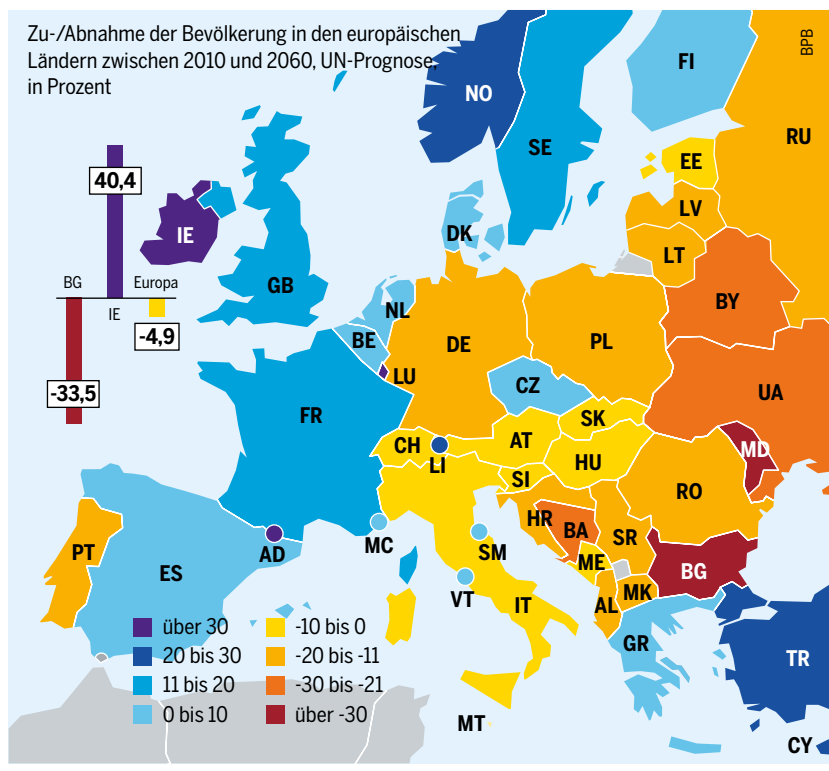 Zu-/Abnahme der Bevölkerung in den europäischen
Ländern zwischen 2010 und 2060, UN-Prognose,
in Prozent
BPB
40,4
BG
IE
Europa
-4,9
-33,5
NO
SE
FI
RU
EE
LV
LT
BY
IE
GB
DK
NL
BE
LU
DE
PL
CZ
UA
FR
CH
LI
AT
SK
HU
MD
SI
HR
BA
SR
RO
PT
ES
AD
MC
SM
VT
IT
ME
AL
MK
BG
GR
TR
MT
CY
über 30
20 bis 30
11 bis 20
0 bis 10
-10 bis 0
-20 bis -11
-30 bis -21
über -30